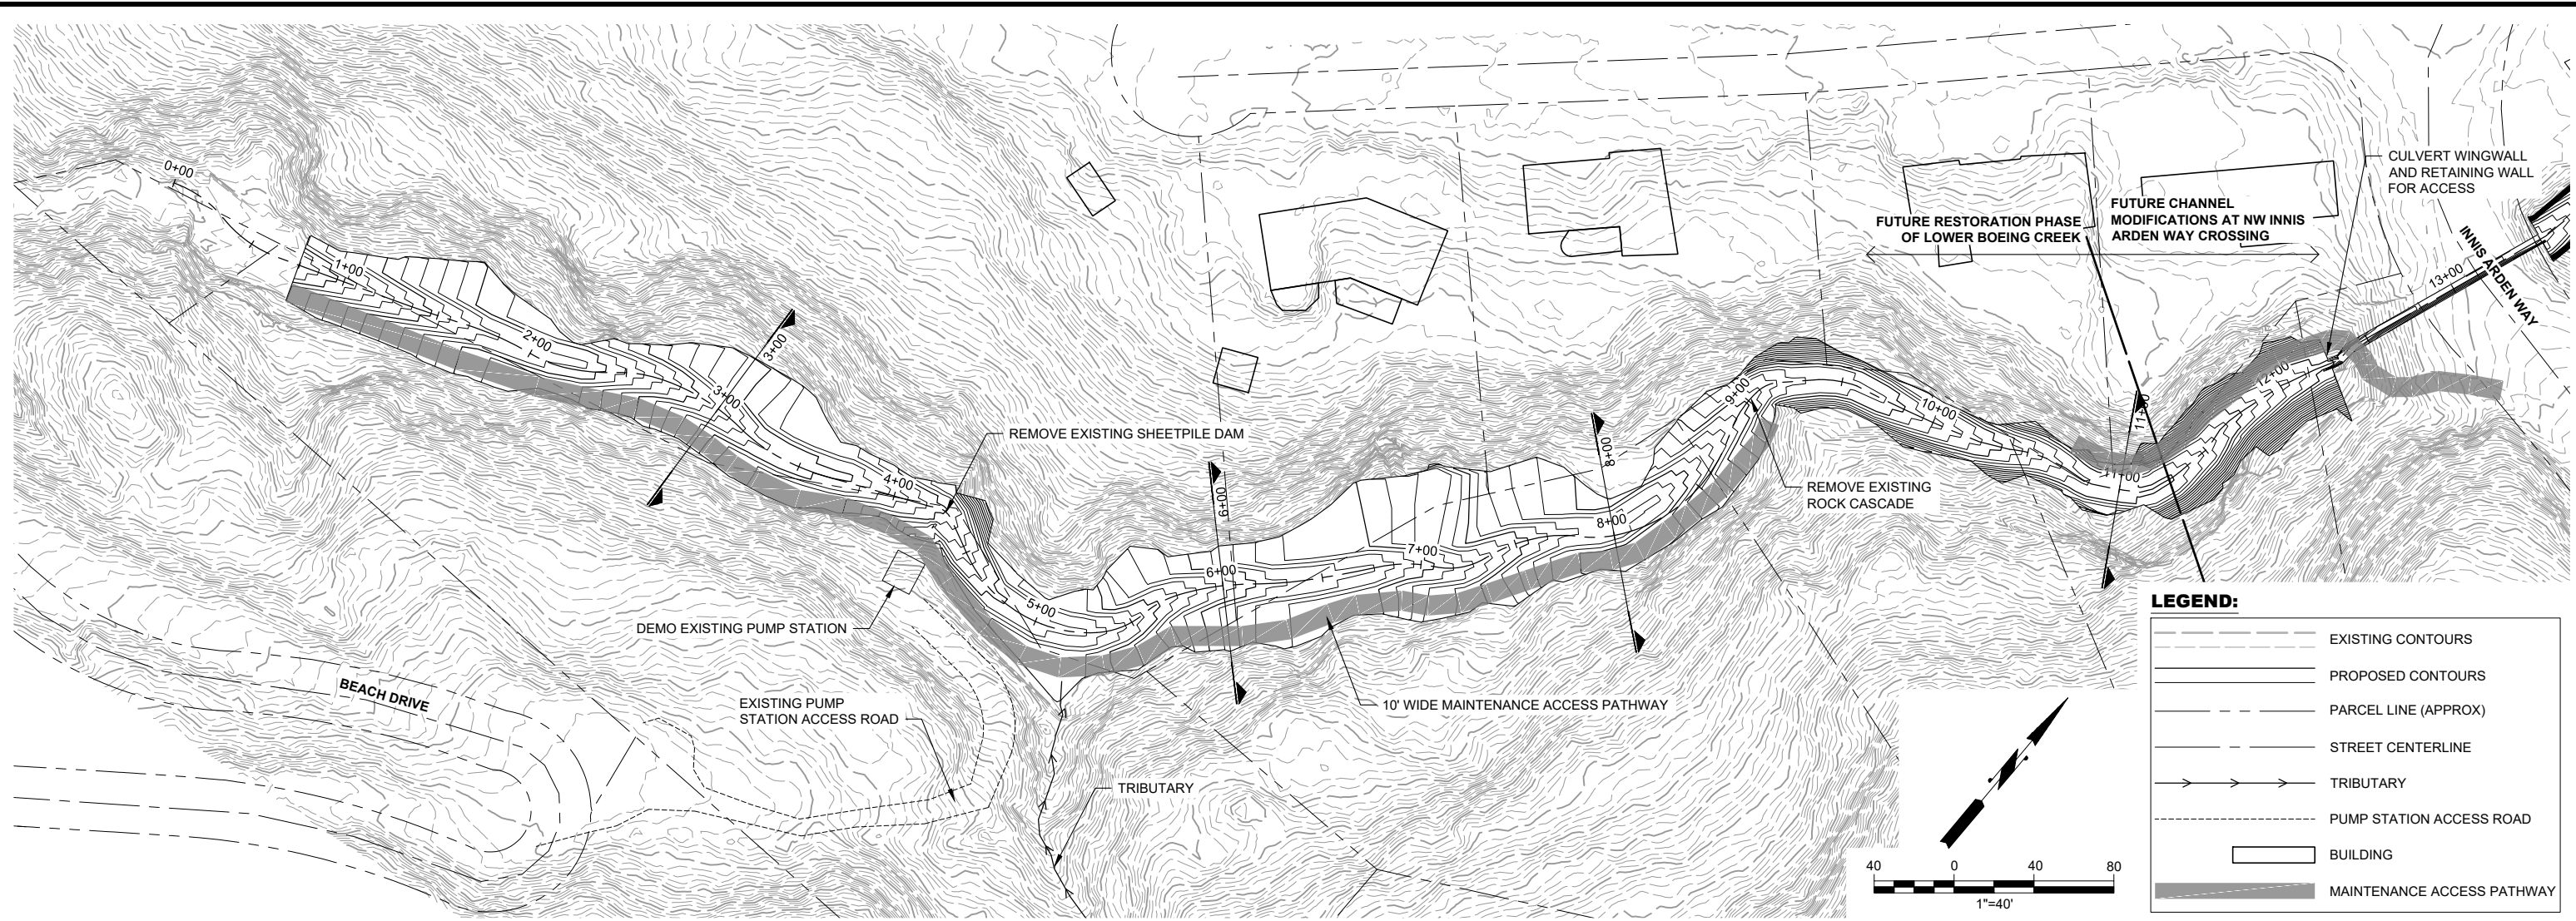 0+00
1+00
2+00
3+00
3+00
4+00
5+00
6+00
6+00
7+00
8+00
8+00
9+00
10+00
11+00
11+00
12+00
13+00
CULVERT WINGWALL
AND RETAINING WALL
FOR ACCESS
FUTURE RESTORATION PHASE
OF LOWER BOEING CREEK
FUTURE CHANNEL
MODIFICATIONS AT NW INNIS
ARDEN WAY CROSSING
INNIS ARDEN WAY
REMOVE EXISTING SHEETPILE DAM
REMOVE EXISTING
ROCK CASCADE
DEMO EXISTING PUMP STATION
BEACH DRIVE
EXISTING PUMP
STATION ACCESS ROAD
10' WIDE MAINTENANCE ACCESS PATHWAY
TRIBUTARY
40 0 40 80
1"=40'
LEGEND:
EXISTING CONTOURS
PROPOSED CONTOURS
PARCEL LINE (APPROX)
STREET CENTERLINE
TRIBUTARY
PUMP STATION ACCESS ROAD
BUILDING
MAINTENANCE ACCESS PATHWAY